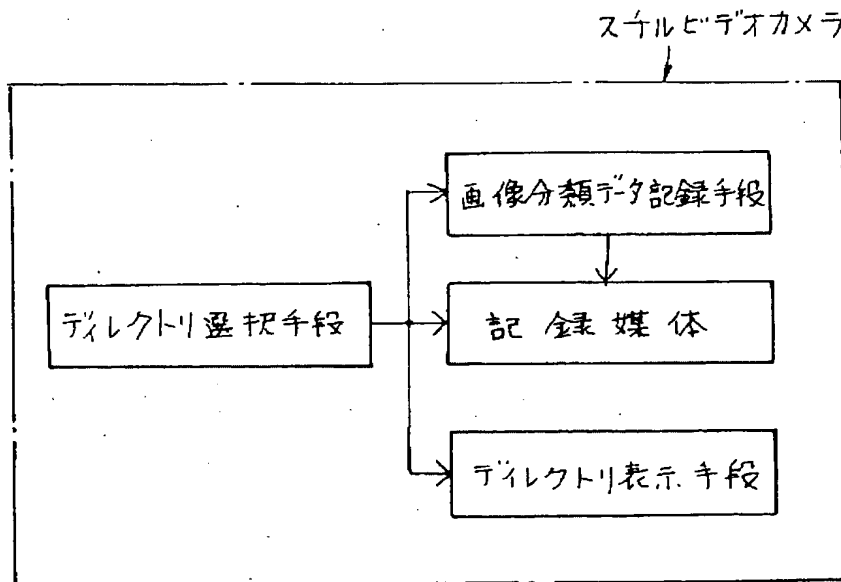 スチルビデオカメラ
画像分類データ記録手段
ディレクトリ選択手段
記録媒体
ディレクトリ表示手段